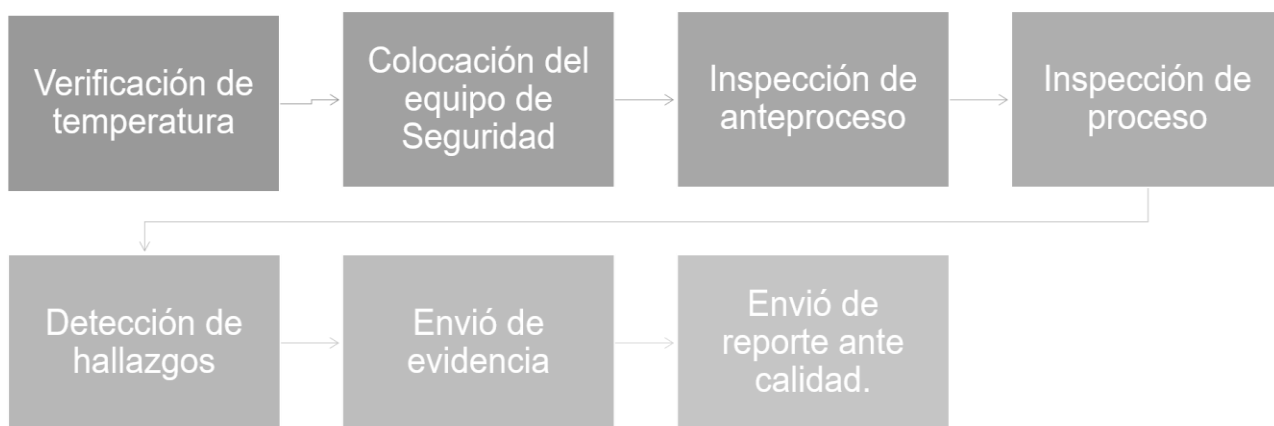 Verificación de
temperatura
Colocación del
equipo de
Seguridad
Inspección de
anteproceso
Inspección de
proceso
Detección de
hallazgos
Envió de
evidencia
Envió de
reporte ante
calidad.